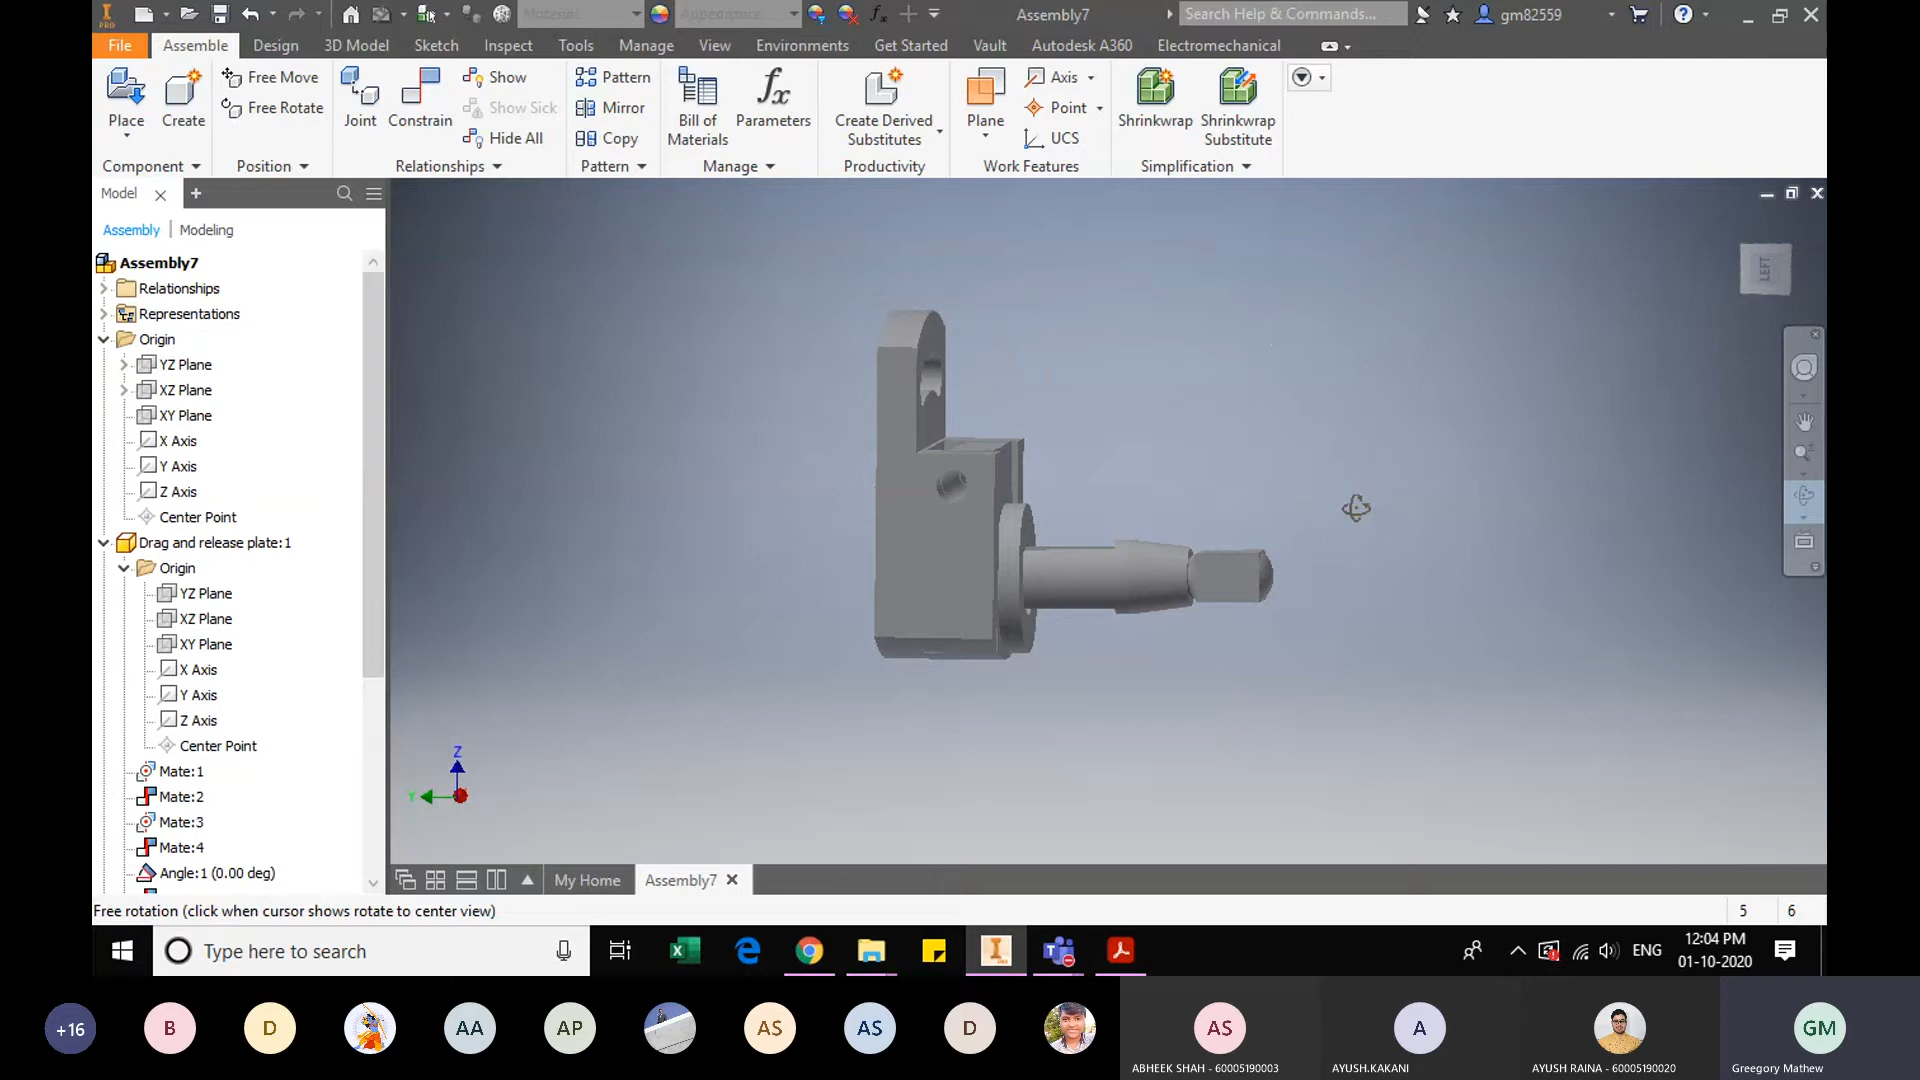 PRO
Material
Appearance
Assembly7
Search Help & Commands...
gm82559
File
Assemble
Design
3D Model
Sketch
Inspect
Tools
Manage
View
Environments
Get Started
Vault
Autodesk A360
Electromechanical
Place
Create
Free Move
Free Rotate
Joint
Constrain
Show
Show Sick
Hide All
Pattern
Mirror
Copy
Bill of
Materials
fx
Parameters
Create Derived
Substitutes
Plane
Axis
Point
UCS
Shrinkwrap
Shrinkwrap
Substitute
Component
Position
Relationships
Pattern
Manage
Productivity
Work Features
Simplification
Model
Assembly
Modeling
Assembly7
Relationships
Representations
Origin
YZ Plane
XZ Plane
XY Plane
X Axis
Y Axis
Z Axis
Center Point
Drag and release plate:1
Origin
YZ Plane
XZ Plane
XY Plane
X Axis
Y Axis
Z Axis
Center Point
Mate:1
Mate:2
Mate:3
Mate:4
Angle:1 (0.00 deg)
LEFT
Z
Y
My Home
Assembly7
Free rotation (click when cursor shows rotate to center view)
5
6
Type here to search
ENG
12:04 PM
01-10-2020
+16
B
D
AA
AP
AS
AS
D
AS
A
GM
ABHEEK SHAH - 60005190003
AYUSH.KAKANI
AYUSH RAINA - 60005190020
Greegory Mathew